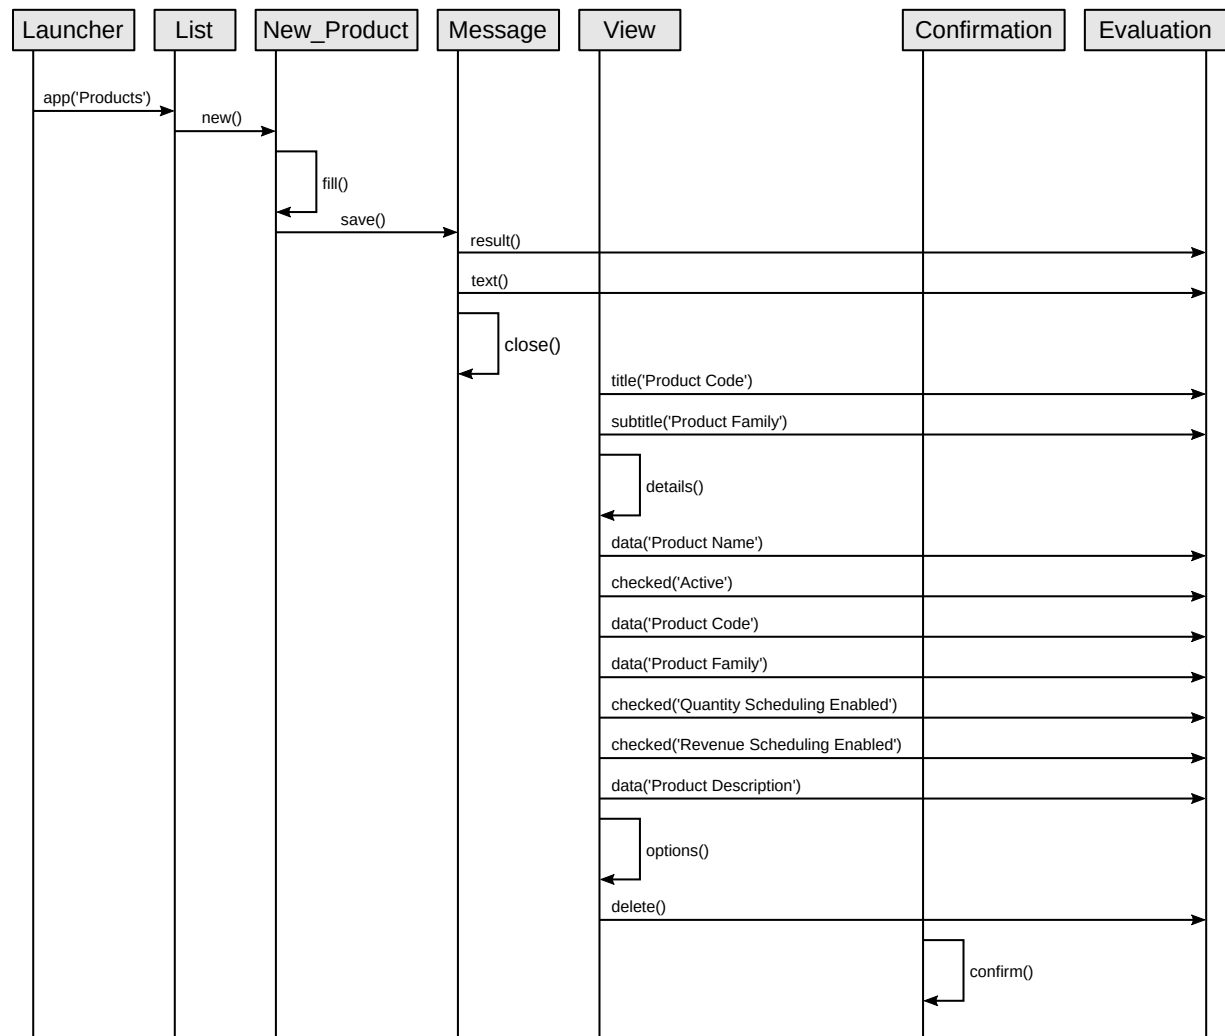 Launcher
List
New_Product
Message
View
Confirmation
Evaluation
app('Products')
new()
fill()
save()
result()
text()
close()
title('Product Code')
subtitle('Product Family')
details()
data('Product Name')
checked('Active')
data('Product Code')
data('Product Family')
checked('Quantity Scheduling Enabled')
checked('Revenue Scheduling Enabled')
data('Product Description')
options()
delete()
confirm()